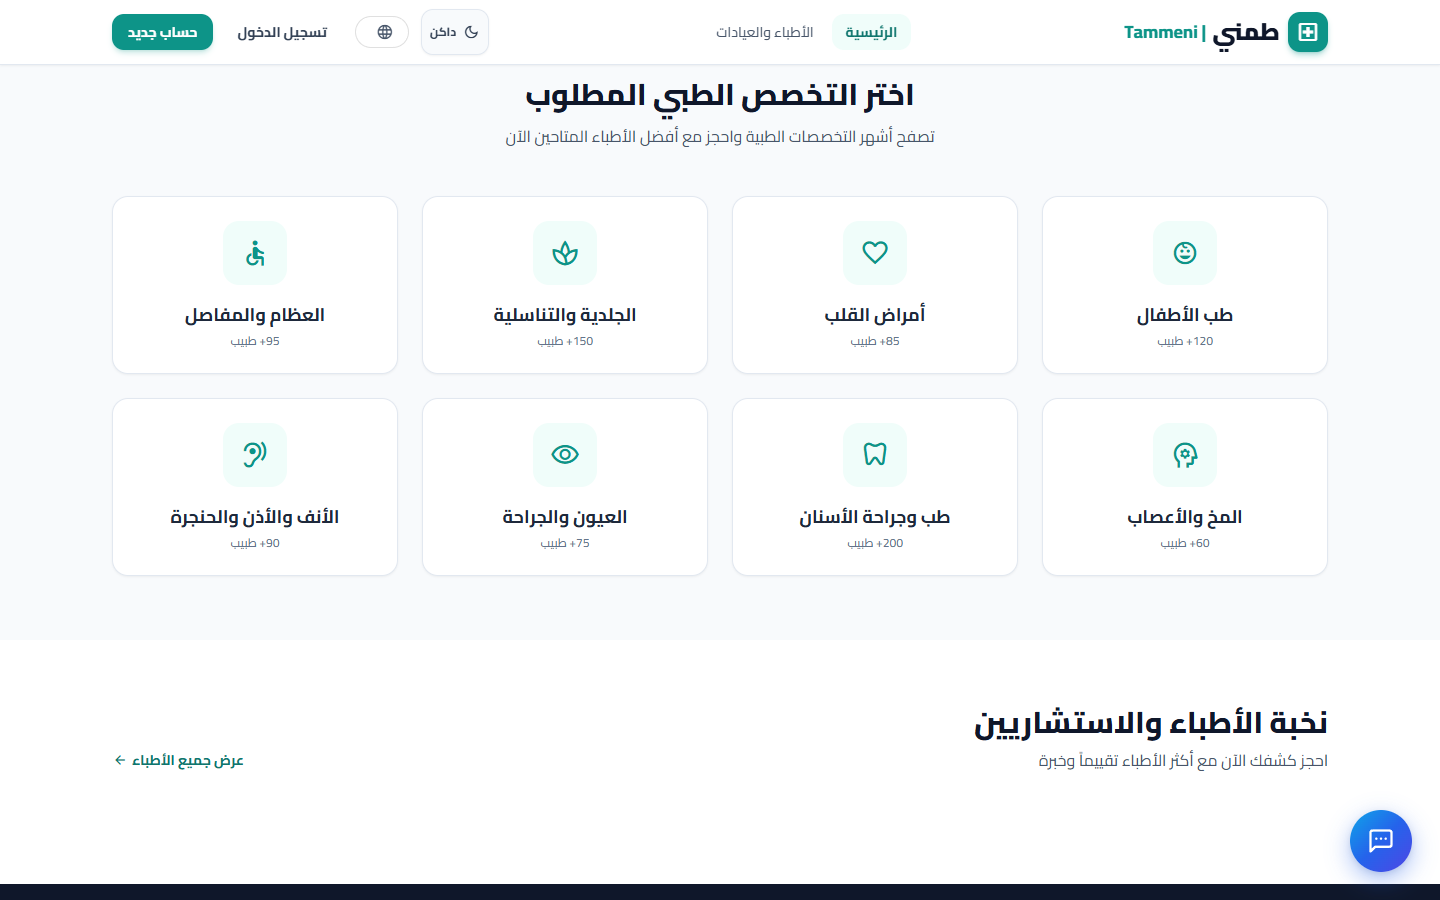 طمني | Tammeni
الرئيسية
الأطباء والعيادات
داكن
تسجيل الدخول
حساب جديد
اختر التخصص الطبي المطلوب
تصفح أشهر التخصصات الطبية واحجز مع أفضل الأطباء المتاحين الآن
طب الأطفال
+120 طبيب
أمراض القلب
+85 طبيب
الجلدية والتناسلية
+150 طبيب
العظام والمفاصل
+95 طبيب
المخ والأعصاب
+60 طبيب
طب وجراحة الأسنان
+200 طبيب
العيون والجراحة
+75 طبيب
الأنف والأذن والحنجرة
+90 طبيب
نخبة الأطباء والاستشاريين
احجز كشفك الآن مع أكثر الأطباء تقييماً وخبرة
عرض جميع الأطباء ←